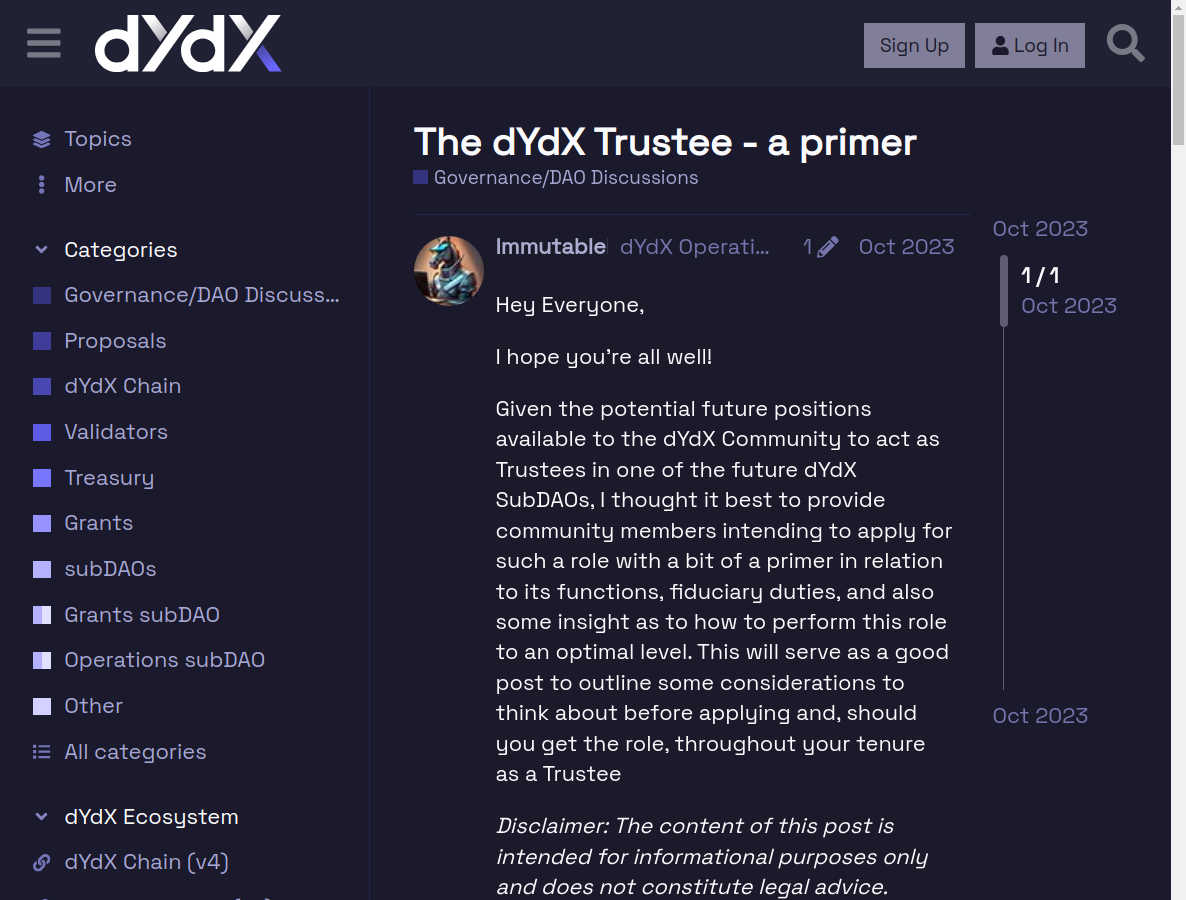 dYdX
Sign Up
Log In
Topics
More
Categories
Governance/DAO Discuss...
Proposals
dYdX Chain
Validators
Treasury
Grants
subDAOs
Grants subDAO
Operations subDAO
Other
All categories
dYdX Ecosystem
dYdX Chain (v4)
The dYdX Trustee - a primer
Governance/DAO Discussions
Immutable dYdX Operati... 1 Oct 2023
Hey Everyone,
I hope you're all well!
Given the potential future positions
available to the dYdX Community to act as
Trustees in one of the future dYdX
SubDAOs, I thought it best to provide
community members intending to apply for
such a role with a bit of a primer in relation
to its functions, fiduciary duties, and also
some insight as to how to perform this role
to an optimal level. This will serve as a good
post to outline some considerations to
think about before applying and, should
you get the role, throughout your tenure
as a Trustee
Disclaimer: The content of this post is
intended for informational purposes only
and does not constitute legal advice.
Oct 2023
1 / 1
Oct 2023
Oct 2023